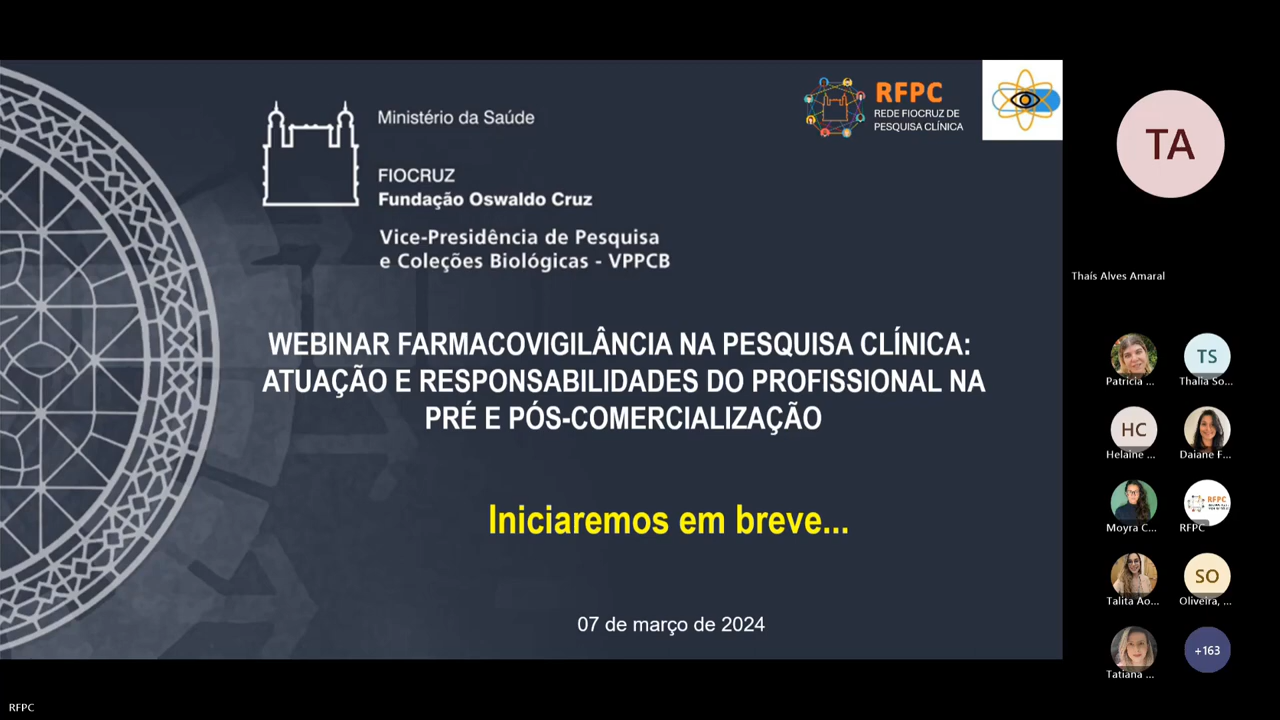 RFPC
REDE FIOCRUZ DE
PESQUISA CLÍNICA
Ministério da Saúde
FIOCRUZ
Fundação Oswaldo Cruz
Vice-Presidência de Pesquisa
e Coleções Biológicas - VPPCB
WEBINAR FARMACOVIGILÂNCIA NA PESQUISA CLÍNICA:
ATUAÇÃO E RESPONSABILIDADES DO PROFISSIONAL NA
PRÉ E PÓS-COMERCIALIZAÇÃO
Iniciaremos em breve...
07 de março de 2024
TA
Thaís Alves Amaral
Patricia ...
TS
Thalia So...
HC
Helaine ...
Daiane F...
Moyra C...
RFPC
RFPC
Talita Ao...
SO
Oliveira, ...
Tatiana ...
+163
RFPC